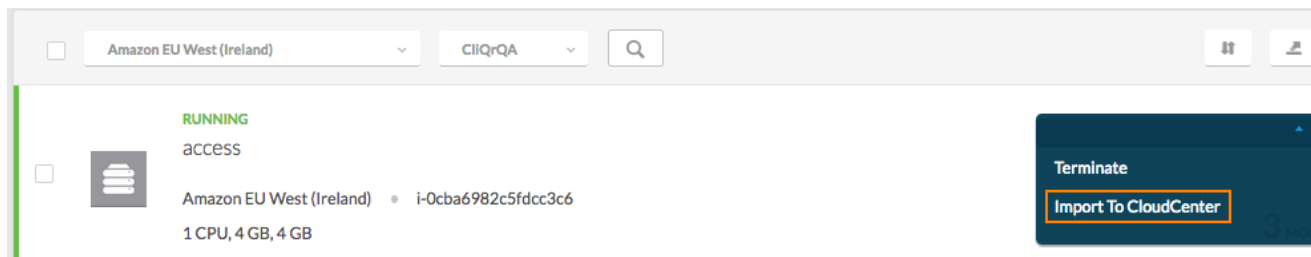 Amazon EU West (Ireland) CliQrQA
RUNNING
access
Amazon EU West (Ireland) • i-0cba6982c5fdcc3c6
1 CPU, 4 GB, 4 GB
Terminate
Import To CloudCenter
3